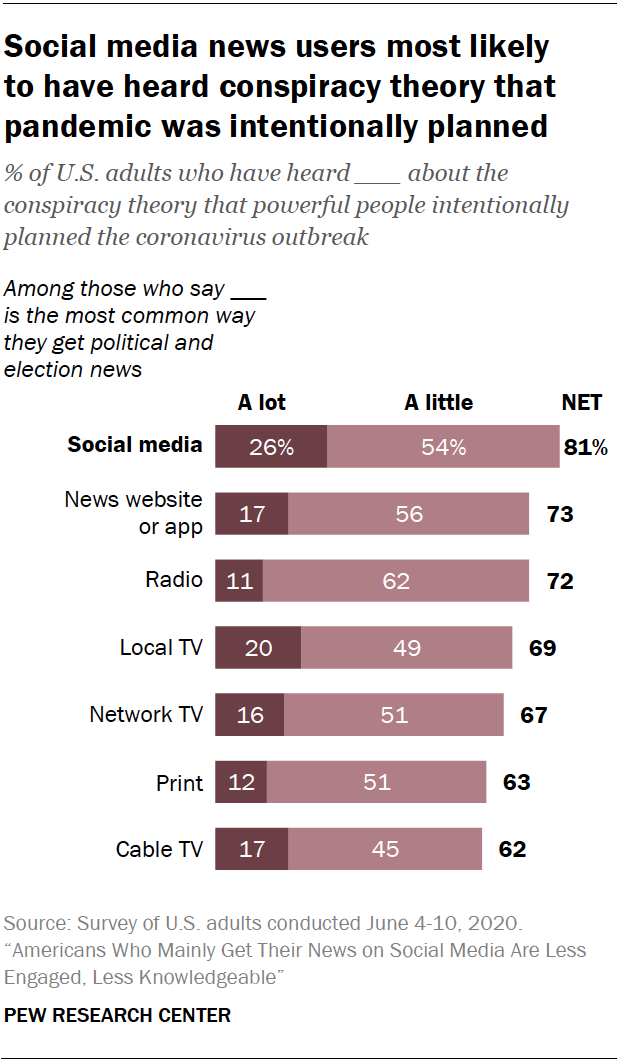 Social media news users most likely
to have heard conspiracy theory that
pandemic was intentionally planned
% of U.S. adults who have heard ___ about the
conspiracy theory that powerful people intentionally
planned the coronavirus outbreak
Among those who say ___
is the most common way
they get political and
election news
A lot A little NET
Social media 26% 54% 81%
News website
or app 17 56 73
Radio 11 62 72
Local TV 20 49 69
Network TV 16 51 67
Print 12 51 63
Cable TV 17 45 62
Source: Survey of U.S. adults conducted June 4-10, 2020.
“Americans Who Mainly Get Their News on Social Media Are Less
Engaged, Less Knowledgeable”
PEW RESEARCH CENTER